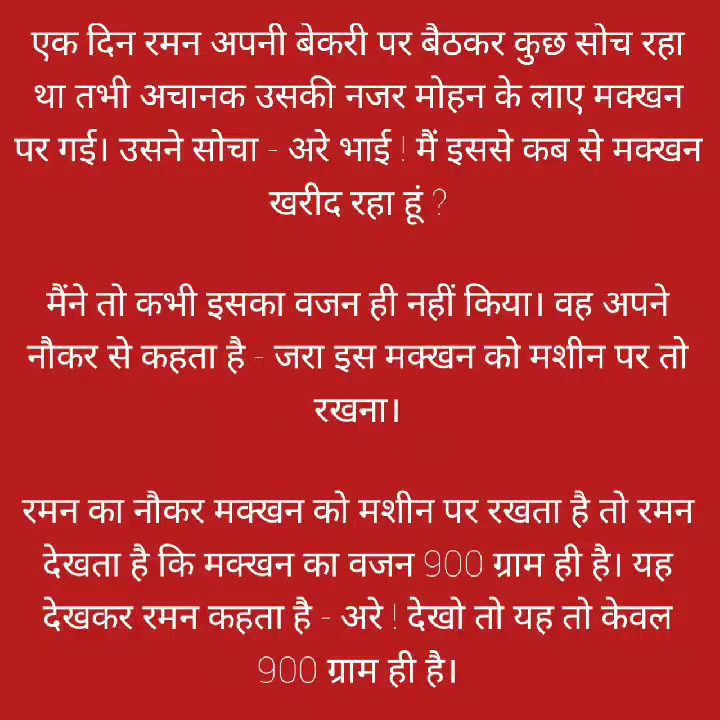 एक दिन रमन अपनी बेकरी पर बैठकर कुछ सोच रहा
था तभी अचानक उसकी नजर मोहन के लाए मक्खन
पर गई। उसने सोचा - अरे भाई ! मैं इससे कब से मक्खन
खरीद रहा हूं ?
मैंने तो कभी इसका वजन ही नहीं किया। वह अपने
नौकर से कहता है - जरा इस मक्खन को मशीन पर तो
रखना।
रमन का नौकर मक्खन को मशीन पर रखता है तो रमन
देखता है कि मक्खन का वजन 900 ग्राम ही है। यह
देखकर रमन कहता है - अरे ! देखो तो यह तो केवल
900 ग्राम ही है।